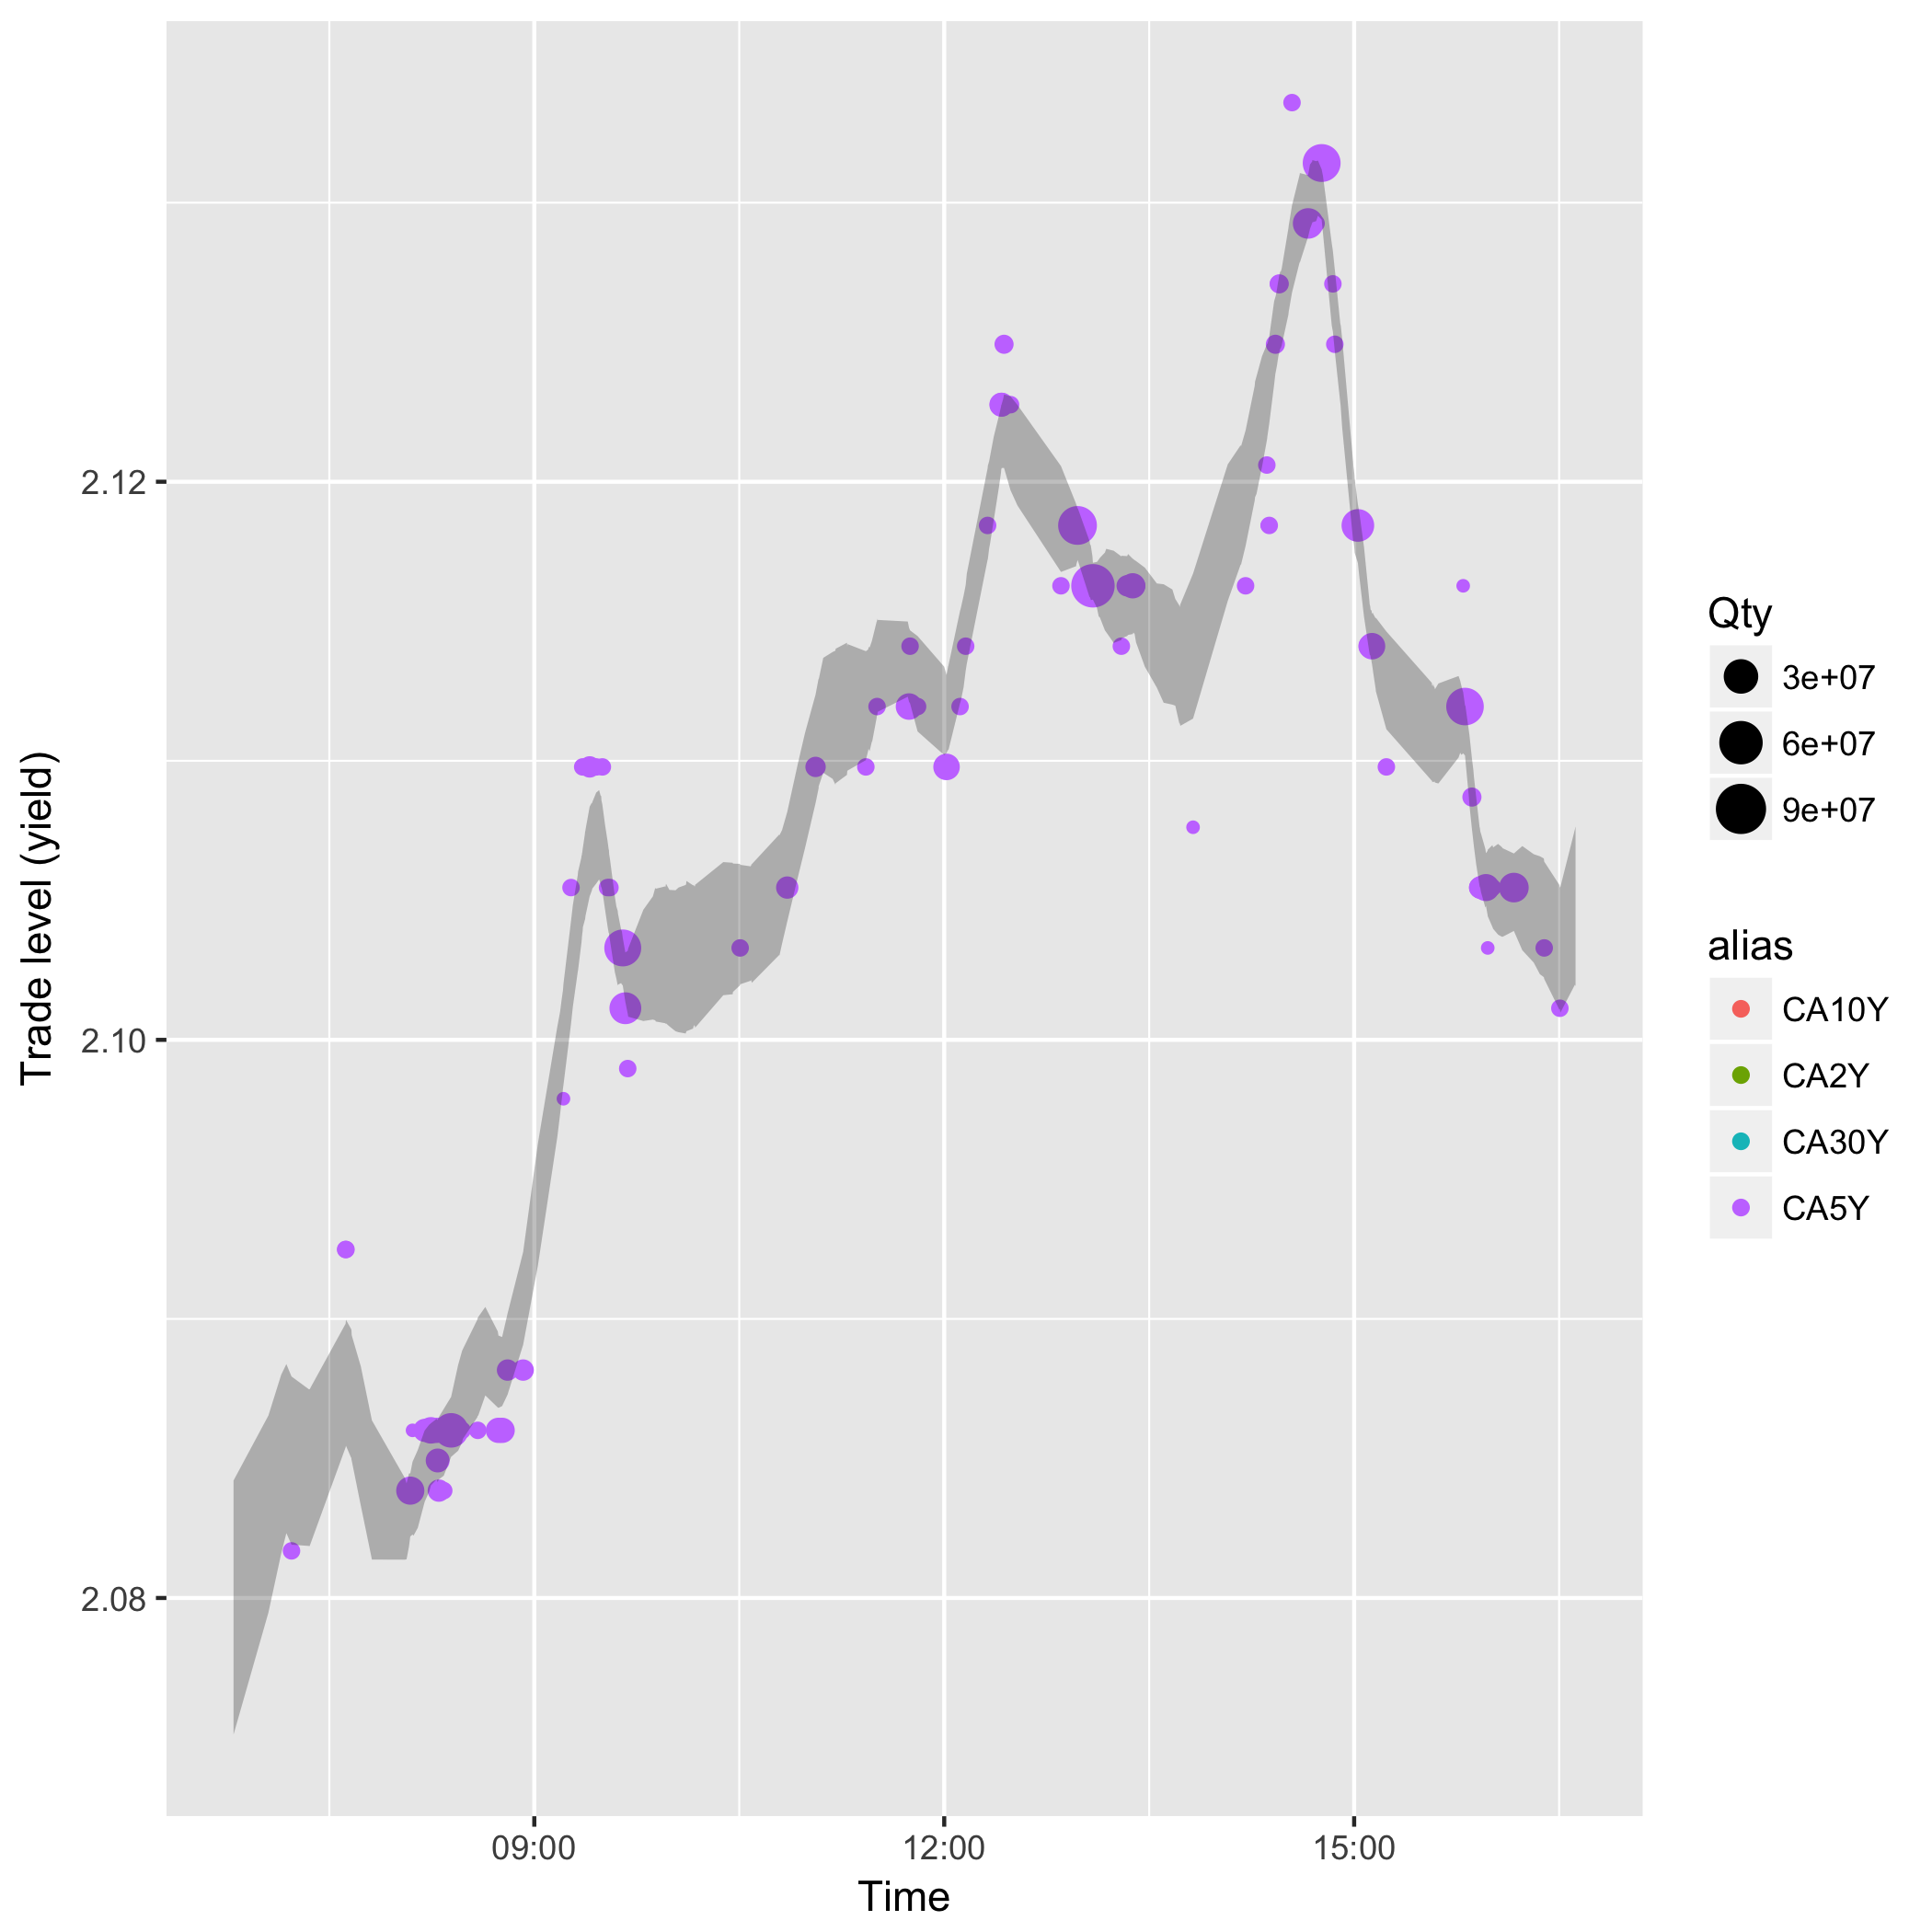 Trade level (yield)
2.12
2.10
2.08
09:00
12:00
15:00
Time
Qty
3e+07
6e+07
9e+07
alias
CA10Y
CA2Y
CA30Y
CA5Y